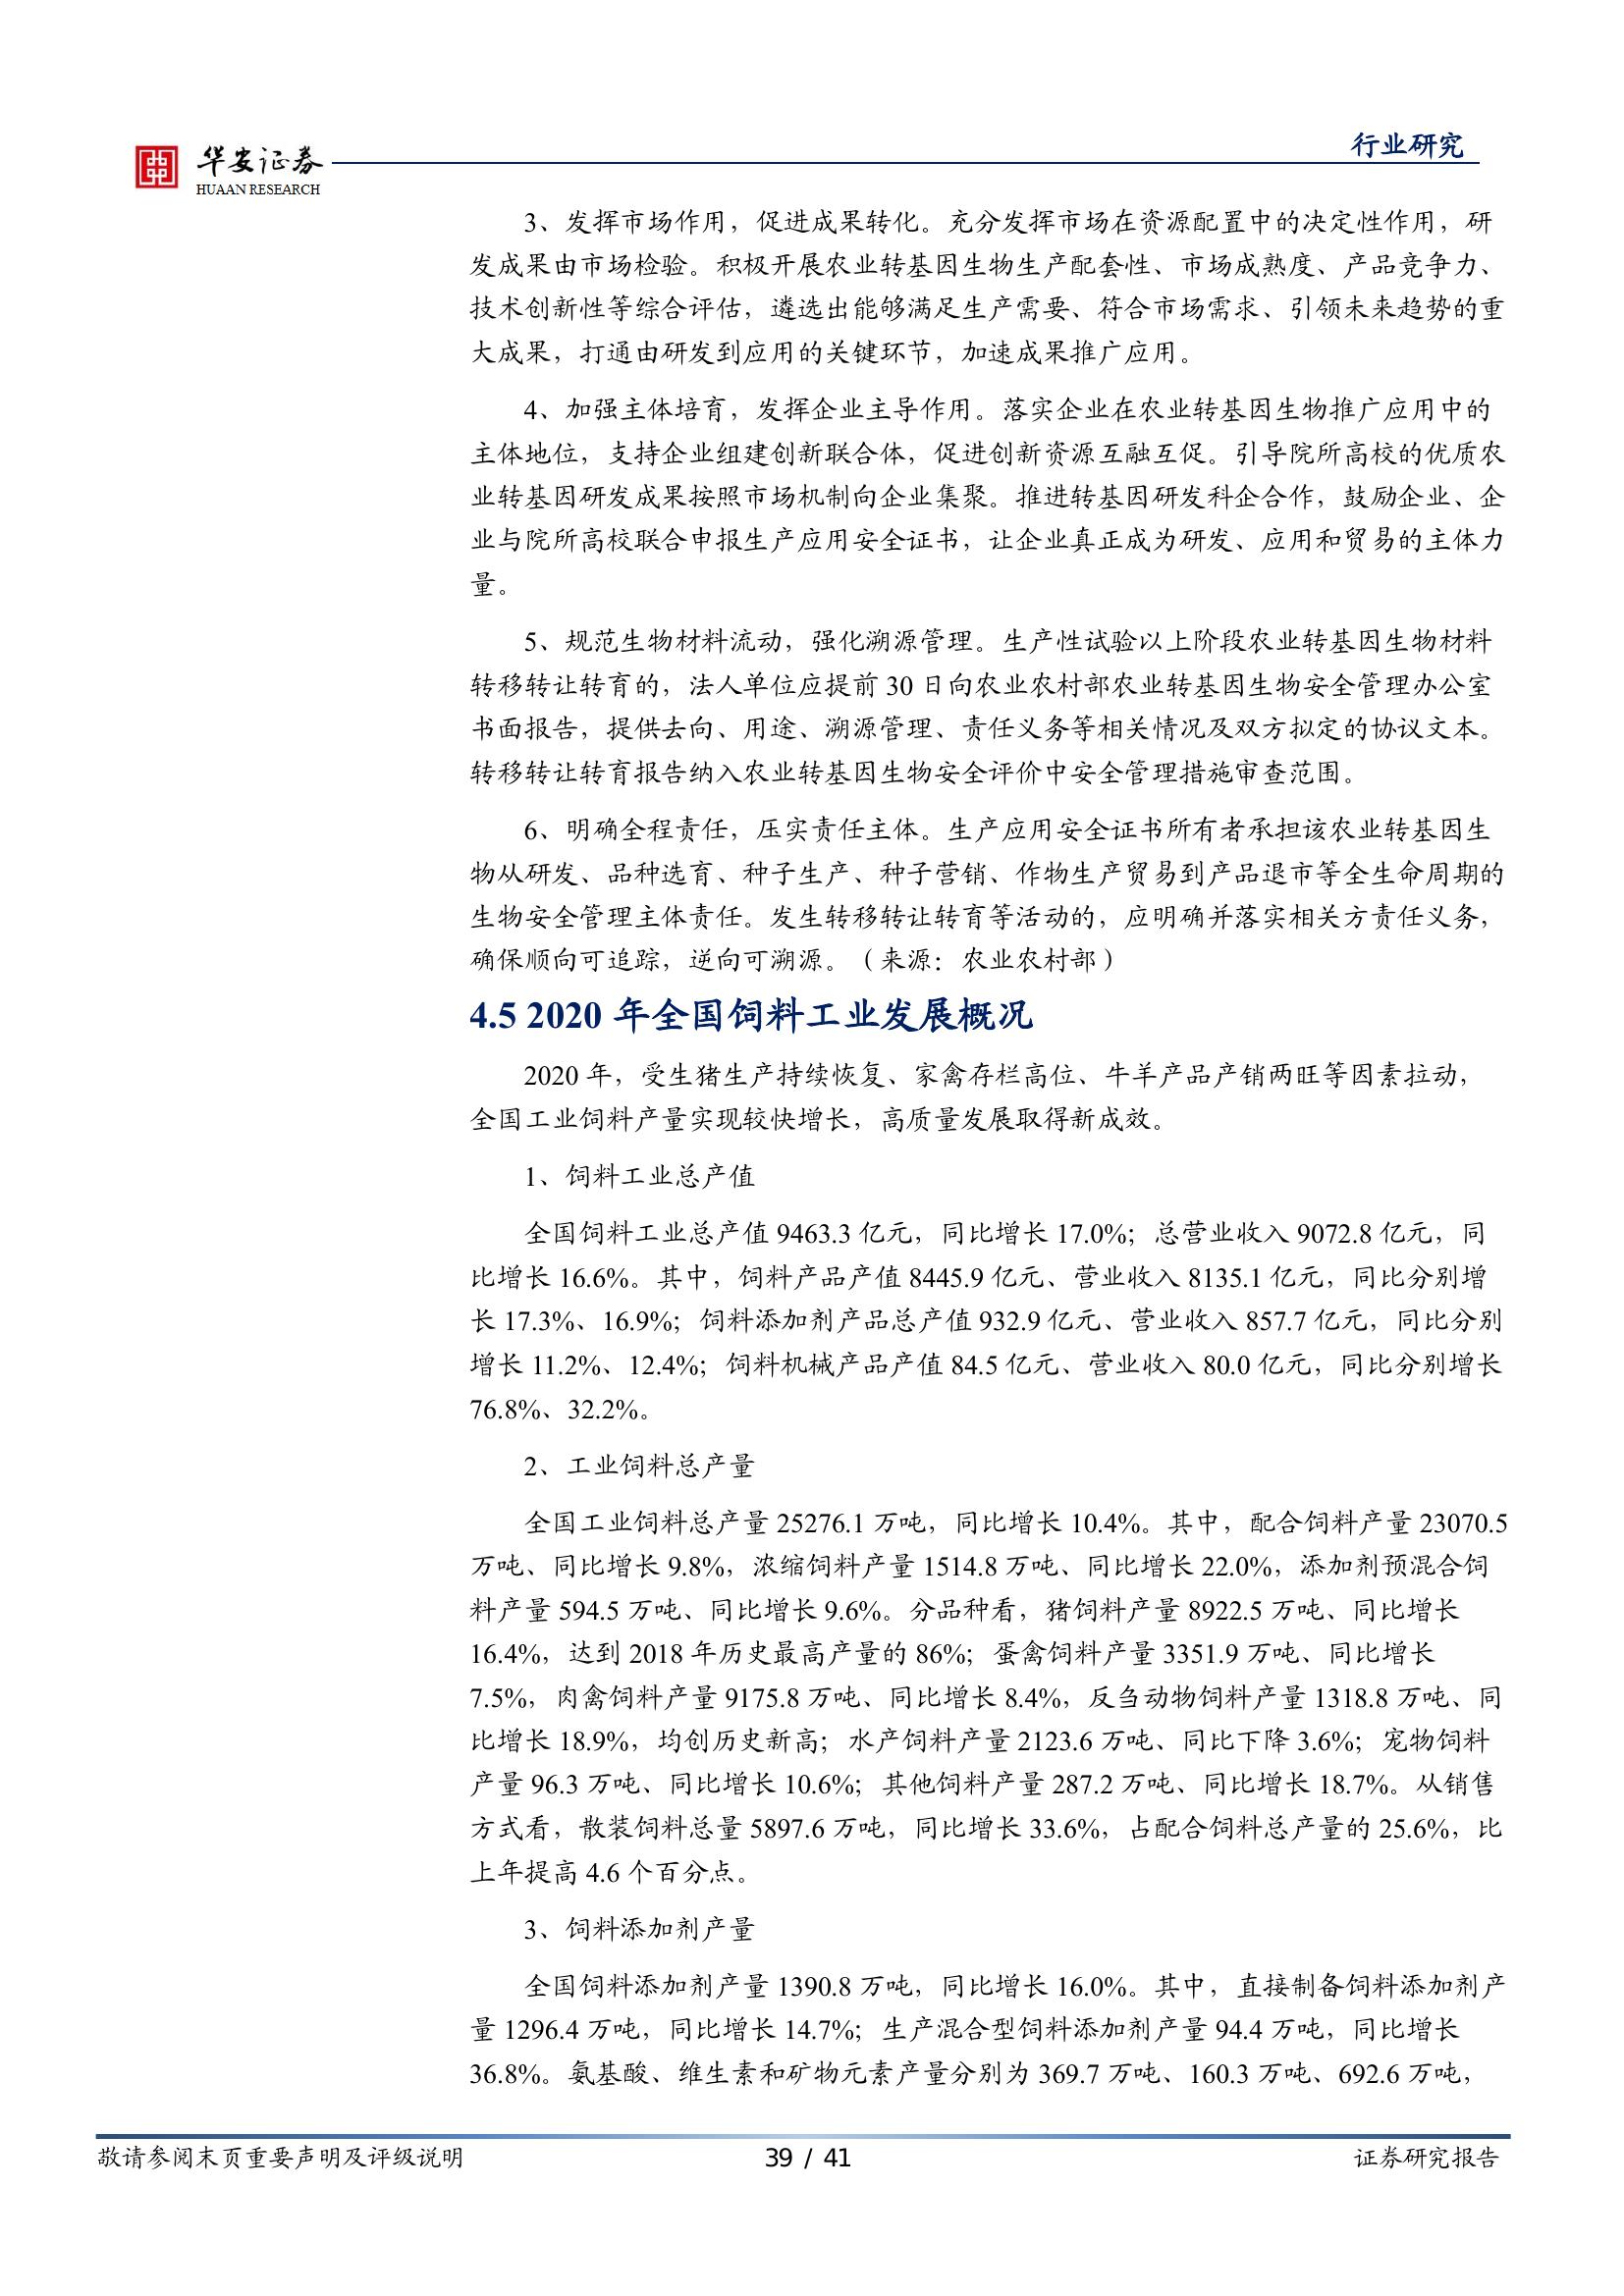 华安证券
HUAAN RESEARCH
行业研究
3、发挥市场作用，促进成果转化。充分发挥市场在资源配置中的决定性作用，研
发成果由市场检验。积极开展农业转基因生物生产配套性、市场成熟度、产品竞争力、
技术创新性等综合评估，遴选出能够满足生产需要、符合市场需求、引领未来趋势的重
大成果，打通由研发到应用的关键环节，加速成果推广应用。
4、加强主体培育，发挥企业主导作用。落实企业在农业转基因生物推广应用中的
主体地位，支持企业组建创新联合体，促进创新资源互融互促。引导院所高校的优质农
业转基因研发成果按照市场机制向企业集聚。推进转基因研发科企合作，鼓励企业、企
业与院所高校联合申报生产应用安全证书，让企业真正成为研发、应用和贸易的主体力
量。
5、规范生物材料流动，强化溯源管理。生产性试验以上阶段农业转基因生物材料
转移转让转育的，法人单位应提前 30 日向农业农村部农业转基因生物安全管理办公室
书面报告，提供去向、用途、溯源管理、责任义务等相关情况及双方拟定的协议文本。
转移转让转育报告纳入农业转基因生物安全评价中安全管理措施审查范围。
6、明确全程责任，压实责任主体。生产应用安全证书所有者承担该农业转基因生
物从研发、品种选育、种子生产、种子营销、作物生产贸易到产品退市等全生命周期的
生物安全管理主体责任。发生转移转让转育等活动的，应明确并落实相关方责任义务，
确保顺向可追踪，逆向可溯源。（来源：农业农村部）
4.5 2020 年全国饲料工业发展概况
2020 年，受生猪生产持续恢复、家禽存栏高位、牛羊产品产销两旺等因素拉动，
全国工业饲料产量实现较快增长，高质量发展取得新成效。
1、饲料工业总产值
全国饲料工业总产值 9463.3 亿元，同比增长 17.0%；总营业收入 9072.8 亿元，同
比增长 16.6%。其中，饲料产品产值 8445.9 亿元、营业收入 8135.1 亿元，同比分别增
长 17.3%、16.9%；饲料添加剂产品总产值 932.9 亿元、营业收入 857.7 亿元，同比分别
增长 11.2%、12.4%；饲料机械产品产值 84.5 亿元、营业收入 80.0 亿元，同比分别增长
76.8%、32.2%。
2、工业饲料总产量
全国工业饲料总产量 25276.1 万吨，同比增长 10.4%。其中，配合饲料产量 23070.5
万吨、同比增长 9.8%，浓缩饲料产量 1514.8 万吨、同比增长 22.0%，添加剂预混合饲
料产量 594.5 万吨、同比增长 9.6%。分品种看，猪饲料产量 8922.5 万吨、同比增长
16.4%，达到 2018 年历史最高产量的 86%；蛋禽饲料产量 3351.9 万吨、同比增长
7.5%，肉禽饲料产量 9175.8 万吨、同比增长 8.4%，反刍动物饲料产量 1318.8 万吨、同
比增长 18.9%，均创历史新高；水产饲料产量 2123.6 万吨、同比下降 3.6%；宠物饲料
产量 96.3 万吨、同比增长 10.6%；其他饲料产量 287.2 万吨、同比增长 18.7%。从销售
方式看，散装饲料总量 5897.6 万吨，同比增长 33.6%，占配合饲料总产量的 25.6%，比
上年提高 4.6 个百分点。
3、饲料添加剂产量
全国饲料添加剂产量 1390.8 万吨，同比增长 16.0%。其中，直接制备饲料添加剂产
量 1296.4 万吨，同比增长 14.7%；生产混合型饲料添加剂产量 94.4 万吨，同比增长
36.8%。氨基酸、维生素和矿物元素产量分别为 369.7 万吨、160.3 万吨、692.6 万吨，
敬请参阅末页重要声明及评级说明
39 / 41
证券研究报告